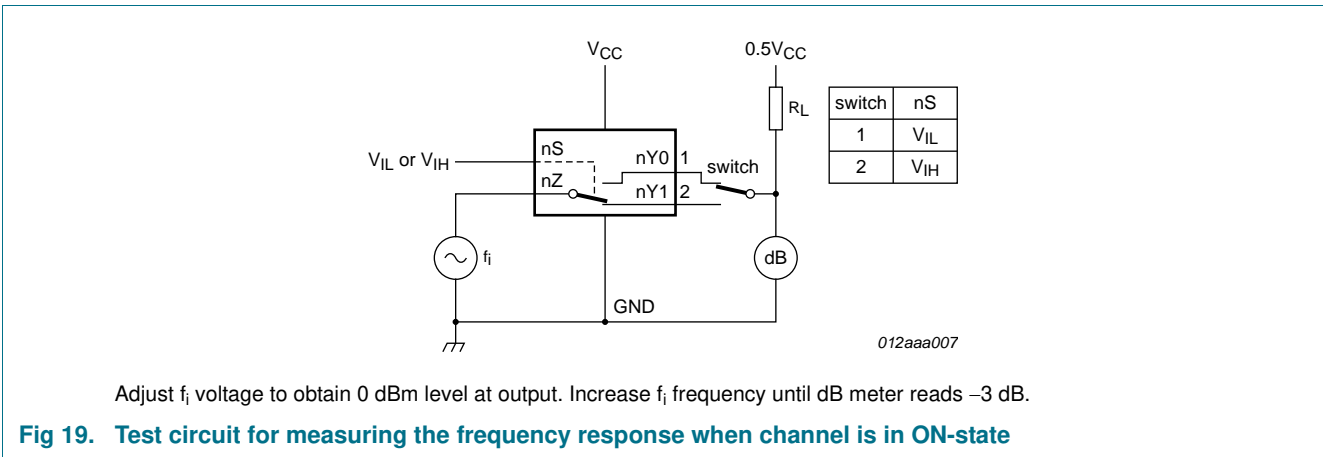 VCC
0.5VCC
RL
switch nS
1 VIL
2 VIH
VIL or VIH
nS
nZ
nY0 1
nY1 2
switch
fi
dB
GND
012aaa007
Adjust fi voltage to obtain 0 dBm level at output. Increase fi frequency until dB meter reads −3 dB.
Fig 19. Test circuit for measuring the frequency response when channel is in ON-state